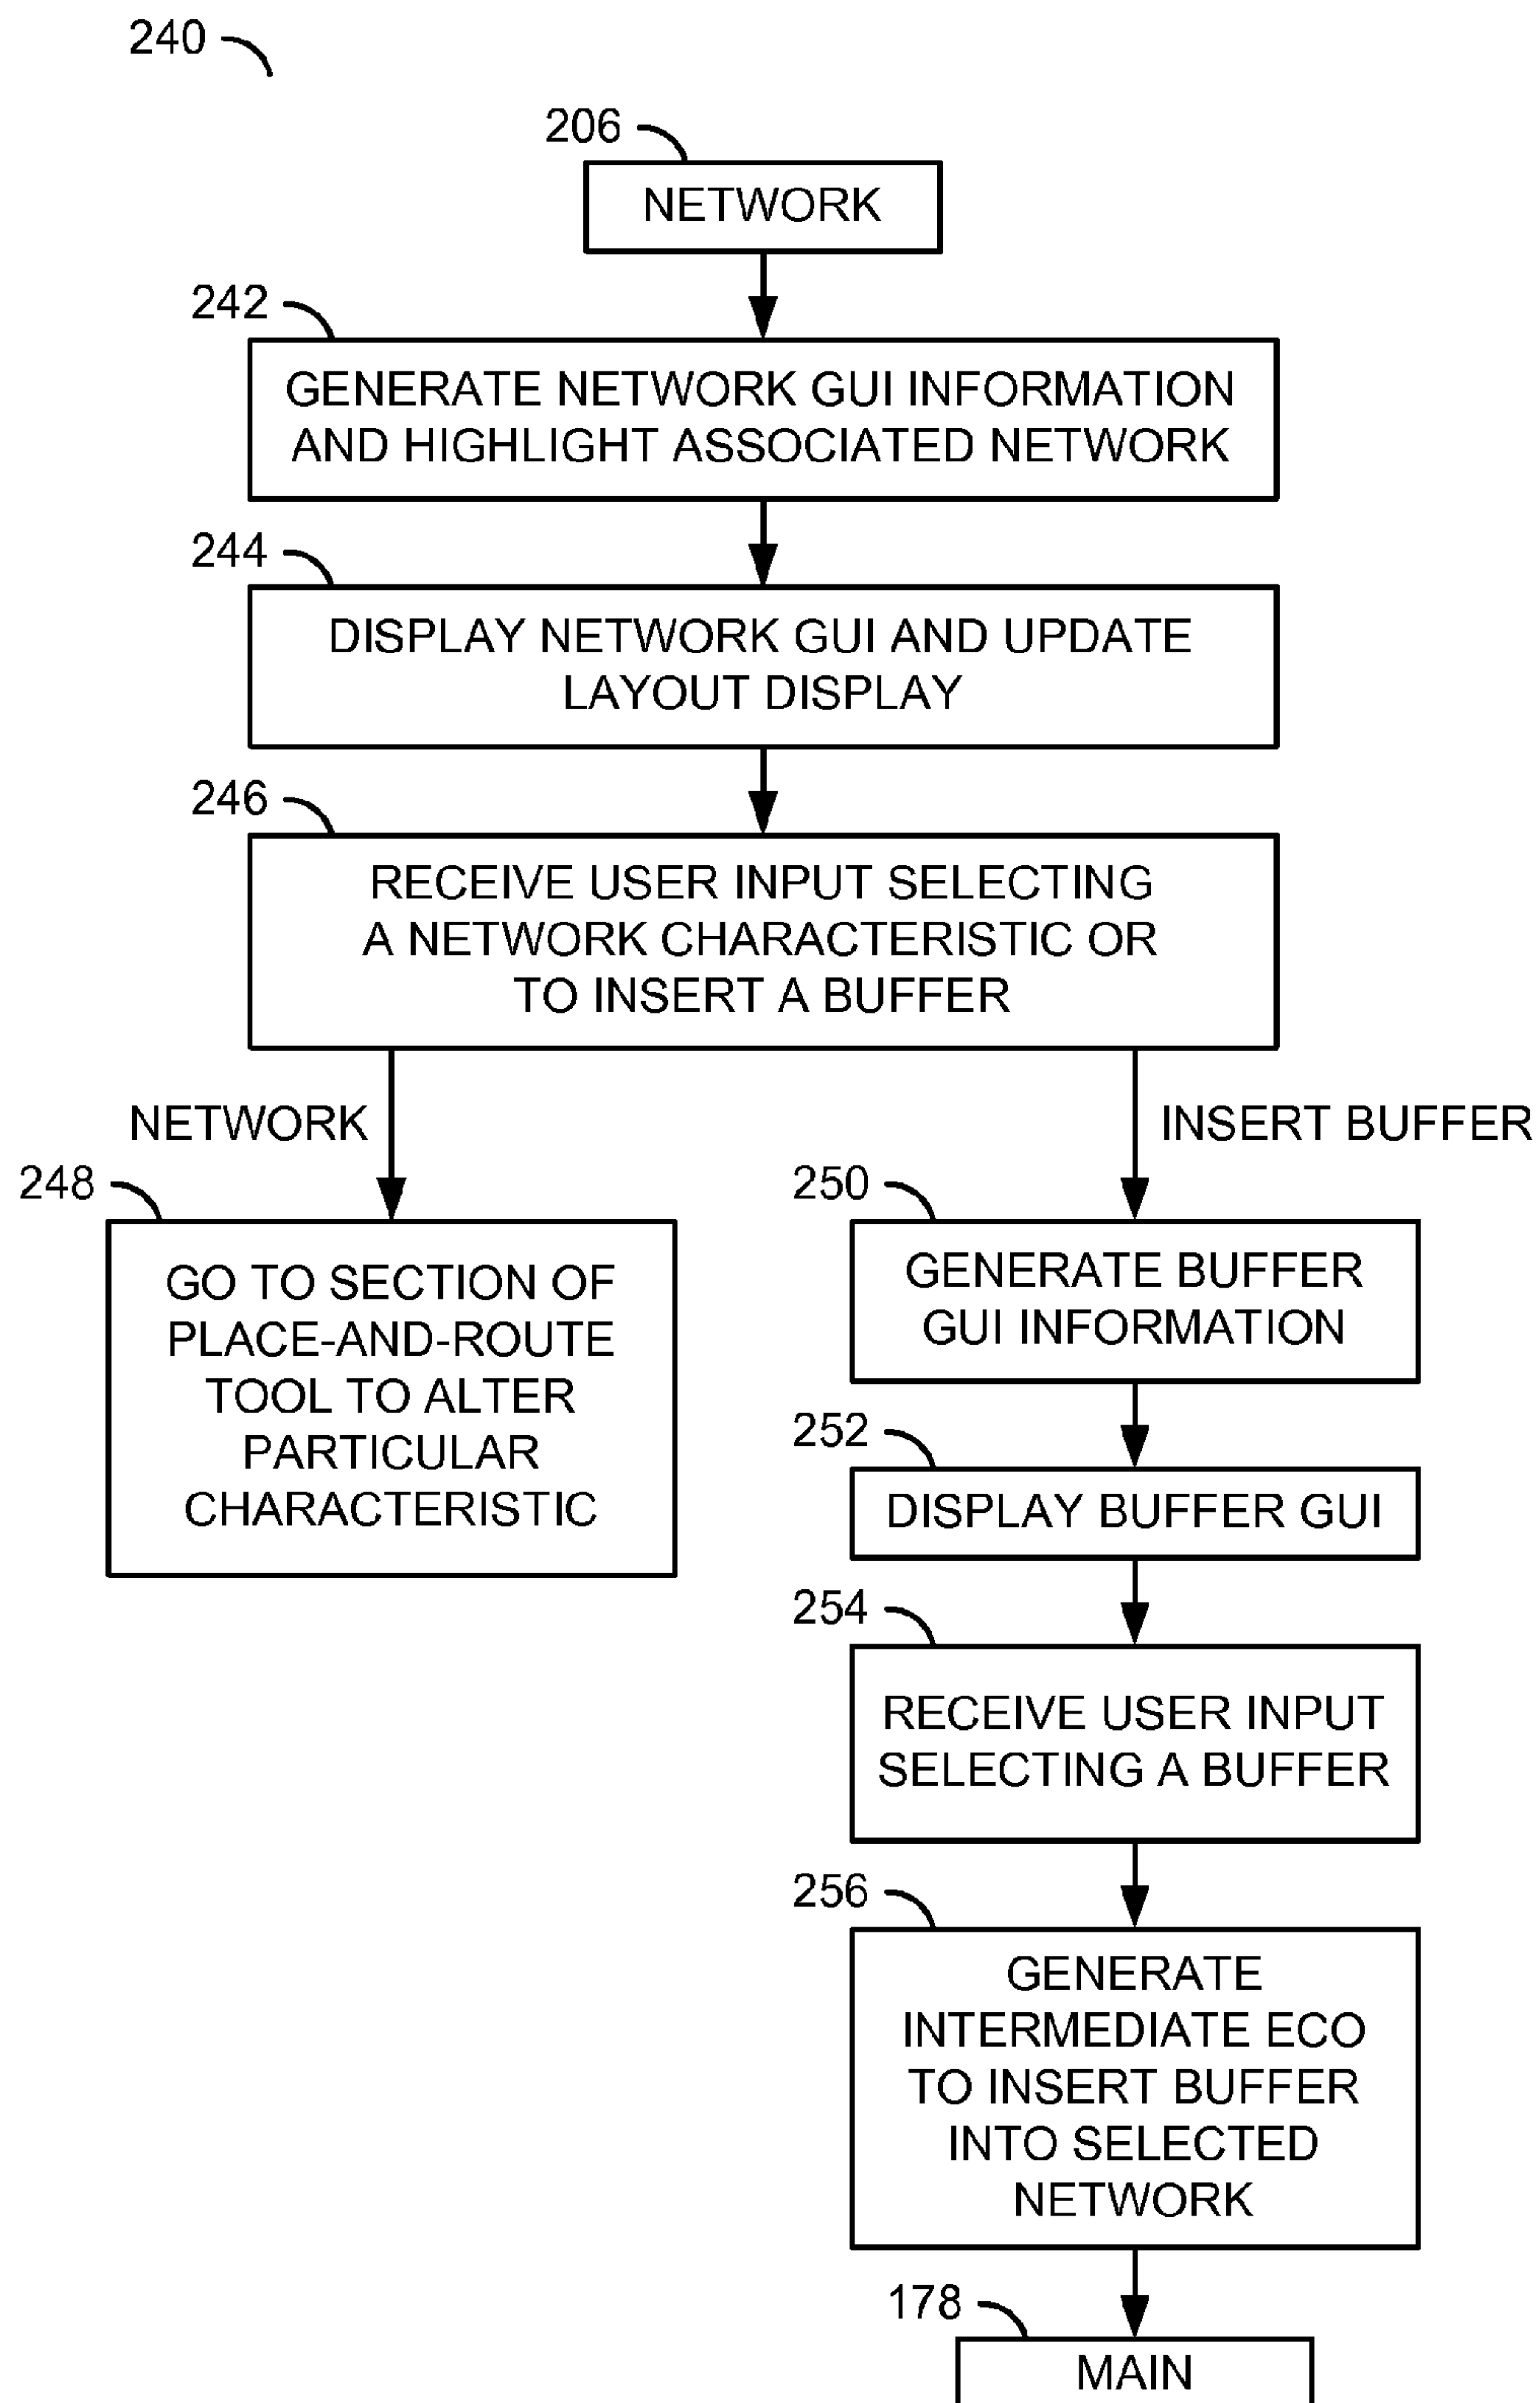 240
206
NETWORK
242
GENERATE NETWORK GUI INFORMATION
AND HIGHLIGHT ASSOCIATED NETWORK
244
DISPLAY NETWORK GUI AND UPDATE
LAYOUT DISPLAY
246
RECEIVE USER INPUT SELECTING
A NETWORK CHARACTERISTIC OR
TO INSERT A BUFFER
NETWORK
INSERT BUFFER
248
GO TO SECTION OF
PLACE-AND-ROUTE
TOOL TO ALTER
PARTICULAR
CHARACTERISTIC
250
GENERATE BUFFER
GUI INFORMATION
252
DISPLAY BUFFER GUI
254
RECEIVE USER INPUT
SELECTING A BUFFER
256
GENERATE
INTERMEDIATE ECO
TO INSERT BUFFER
INTO SELECTED
NETWORK
178
MAIN